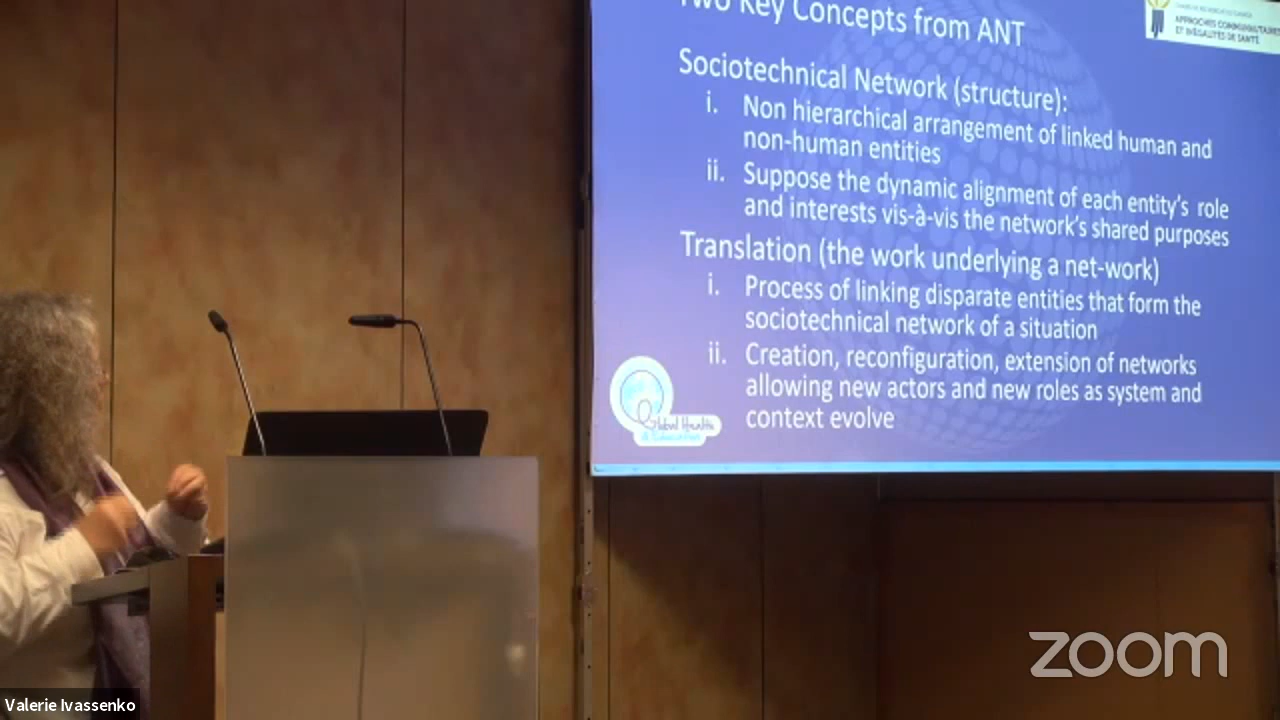 Two Key Concepts from ANT
APPROCHES COMMUNAUTAIRES
ET INÉGALITÉS DE SANTÉ
Sociotechnical Network (structure):
i. Non hierarchical arrangement of linked human and
non-human entities
ii. Suppose the dynamic alignment of each entity's role
and interests vis-à-vis the network's shared purposes
Translation (the work underlying a net-work)
i. Process of linking disparate entities that form the
sociotechnical network of a situation
ii. Creation, reconfiguration, extension of networks
allowing new actors and new roles as system and
context evolve
Global Health
& Education
zoom
Valerie Ivassenko